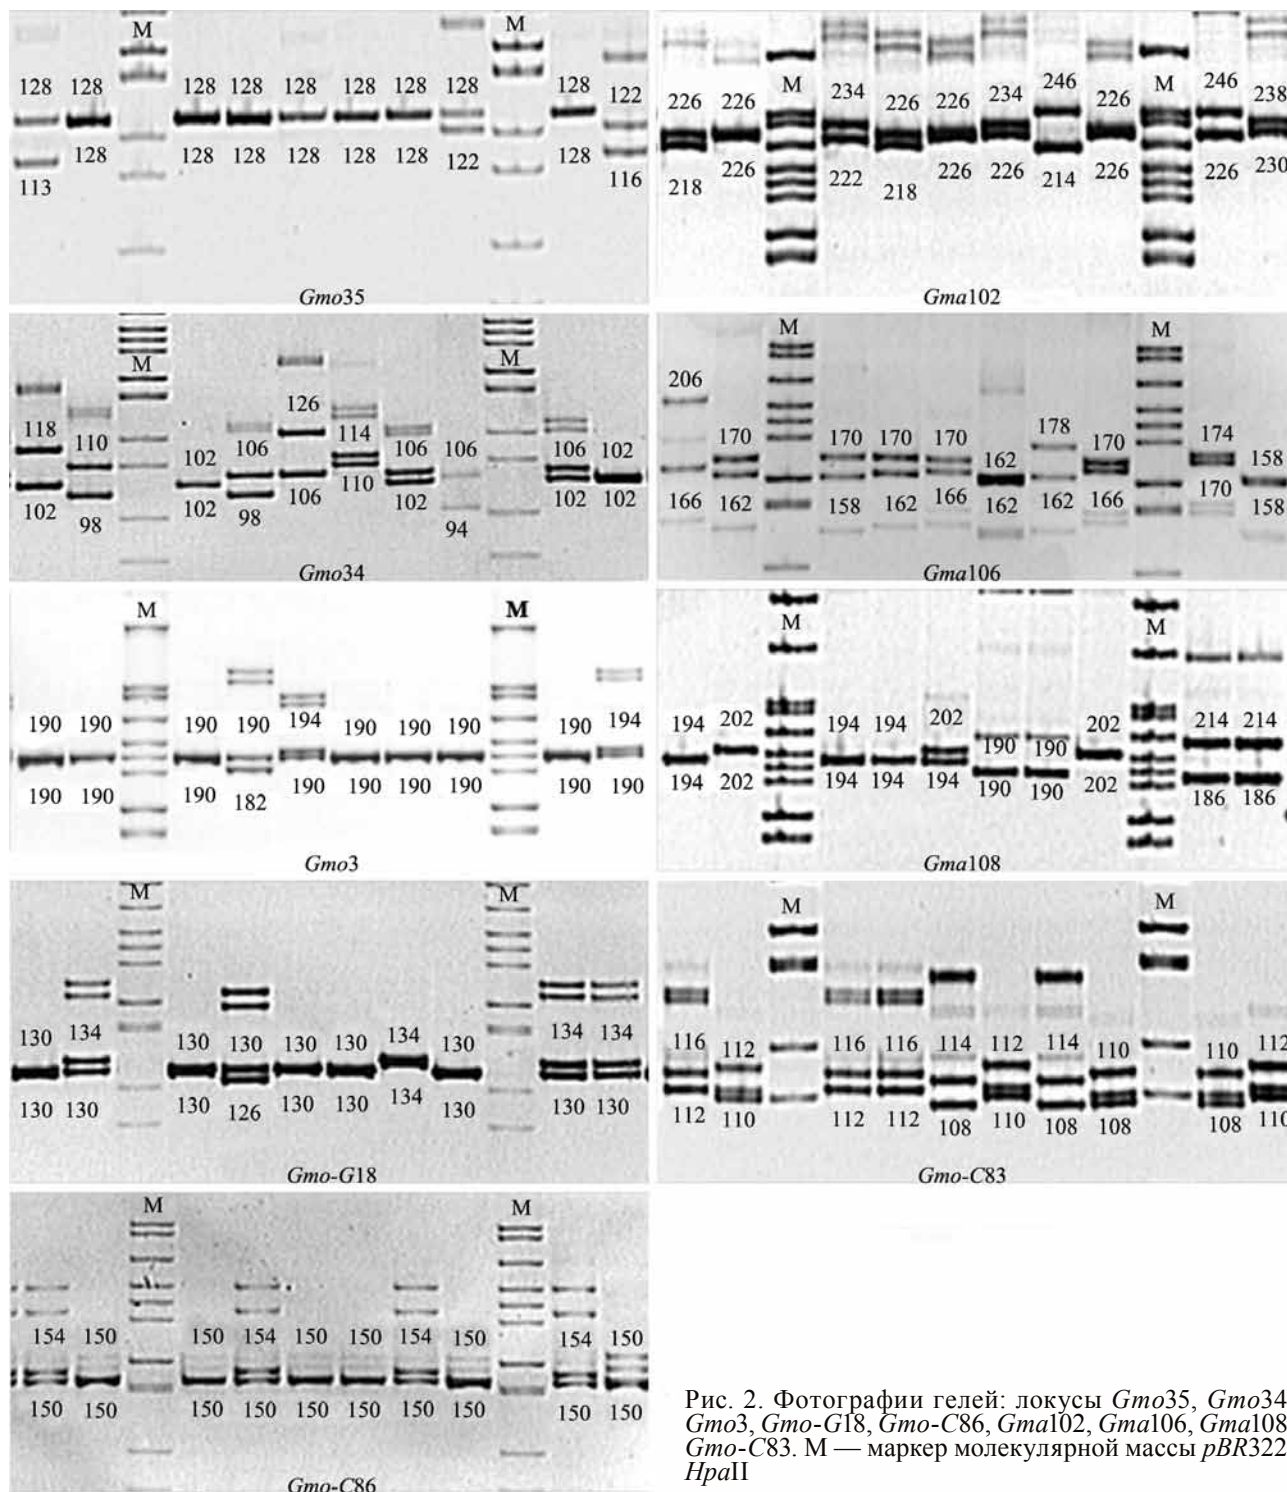 M M
128 128 128 128 128 128 128 128 128 122
113 128 128 128 128 128 128 122 128 116
Gmo35
M M
226 226 234 226 226 234 246 226 246 238
218 226 222 218 226 226 214 226 226 230
Gma102
M M
118 110 102 106 126 114 106 106 106 102
102 98 102 98 106 110 102 94 102 102
Gmo34
M M
206 170 170 170 170 162 178 170 174 158
166 162 158 162 166 162 162 166 170 158
Gma106
M M
190 190 190 190 194 190 190 190 190 194
190 190 190 182 190 190 190 190 190 190
Gmo3
M M
194 202 194 194 202 190 190 202 214 214
194 202 194 194 194 190 190 202 186 186
Gma108
M M
130 134 130 130 130 130 134 130 134 134
130 130 130 126 130 130 134 130 130 130
Gmo-G18
M M
116 112 116 116 114 112 114 110 110 112
112 110 112 112 108 110 108 108 108 110
Gmo-C83
M M
154 150 150 154 150 150 154 150 154 150
150 150 150 150 150 150 150 150 150 150
Gmo-C86
Рис. 2. Фотографии гелей: локусы Gmo35, Gmo34
Gmo3, Gmo-G18, Gmo-C86, Gma102, Gma106, Gma108
Gmo-C83. М — маркер молекулярной массы pBR322
HpaII